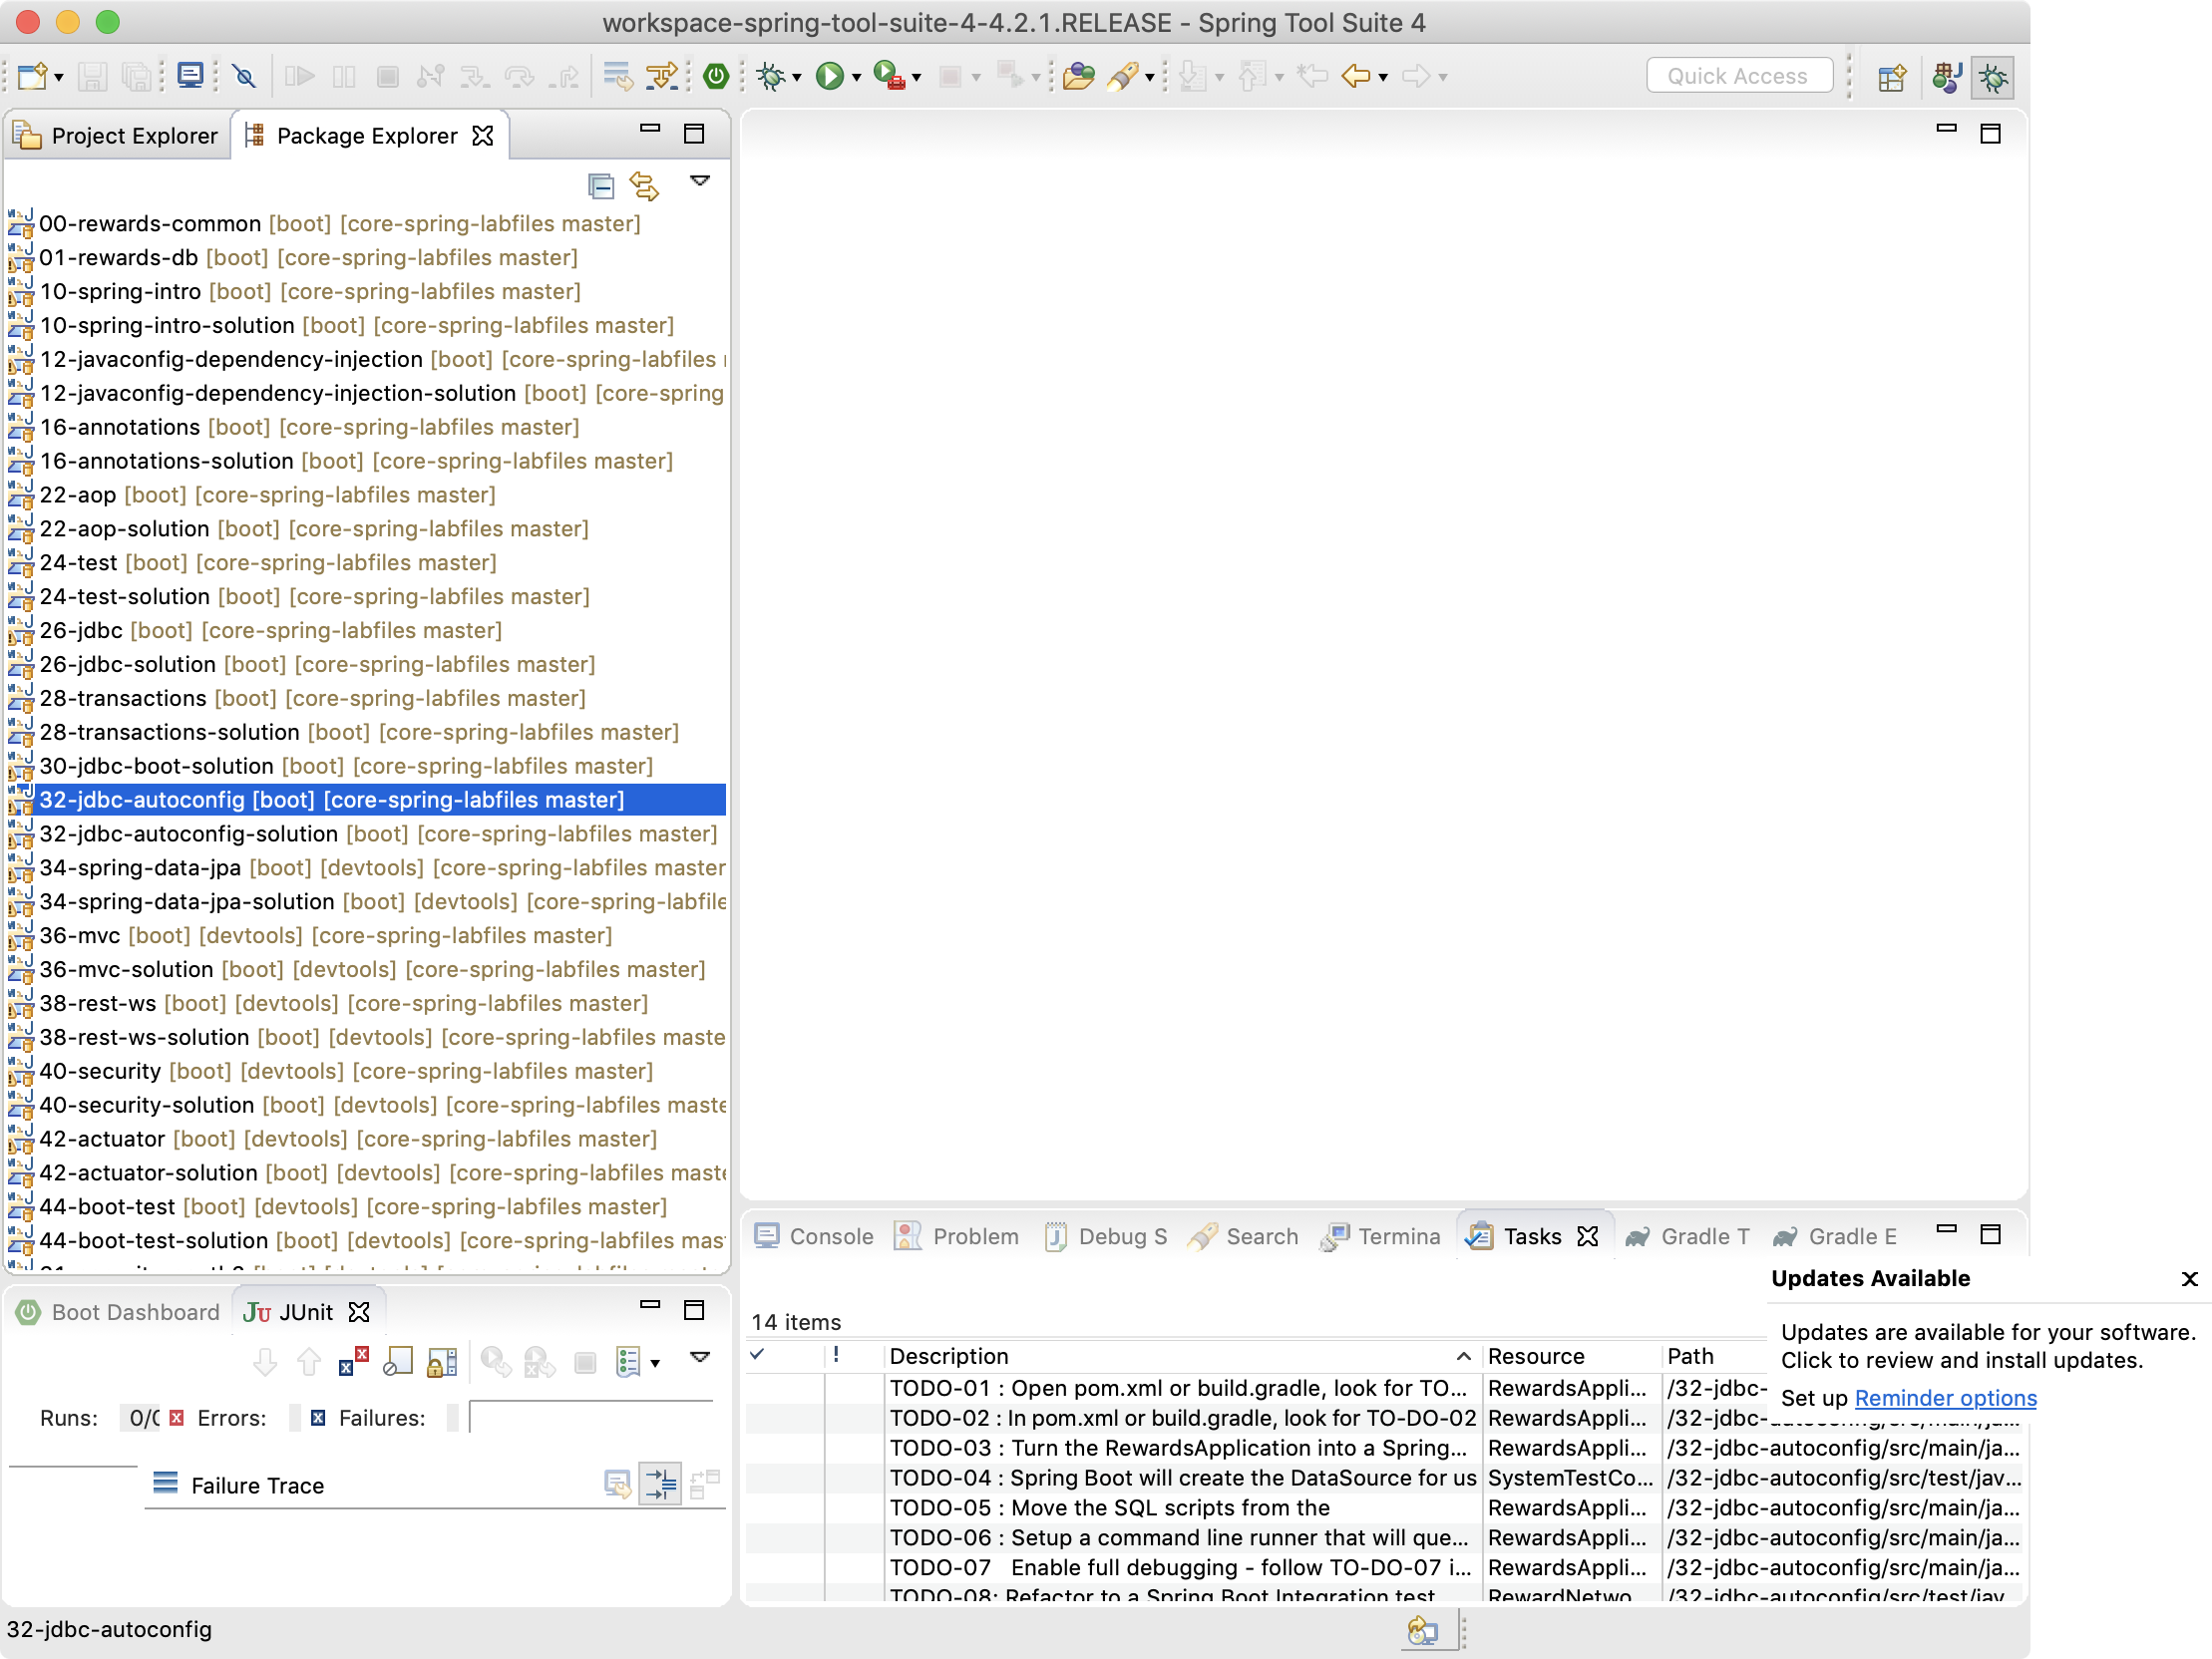 workspace-spring-tool-suite-4-4.2.1.RELEASE - Spring Tool Suite 4
Quick Access
Project Explorer
Package Explorer
00-rewards-common [boot] [core-spring-labfiles master]
01-rewards-db [boot] [core-spring-labfiles master]
10-spring-intro [boot] [core-spring-labfiles master]
10-spring-intro-solution [boot] [core-spring-labfiles master]
12-javaconfig-dependency-injection [boot] [core-spring-labfiles
12-javaconfig-dependency-injection-solution [boot] [core-spring
16-annotations [boot] [core-spring-labfiles master]
16-annotations-solution [boot] [core-spring-labfiles master]
22-aop [boot] [core-spring-labfiles master]
22-aop-solution [boot] [core-spring-labfiles master]
24-test [boot] [core-spring-labfiles master]
24-test-solution [boot] [core-spring-labfiles master]
26-jdbc [boot] [core-spring-labfiles master]
26-jdbc-solution [boot] [core-spring-labfiles master]
28-transactions [boot] [core-spring-labfiles master]
28-transactions-solution [boot] [core-spring-labfiles master]
30-jdbc-boot-solution [boot] [core-spring-labfiles master]
32-jdbc-autoconfig [boot] [core-spring-labfiles master]
32-jdbc-autoconfig-solution [boot] [core-spring-labfiles master]
34-spring-data-jpa [boot] [devtools] [core-spring-labfiles master
34-spring-data-jpa-solution [boot] [devtools] [core-spring-labfile
36-mvc [boot] [devtools] [core-spring-labfiles master]
36-mvc-solution [boot] [devtools] [core-spring-labfiles master]
38-rest-ws [boot] [devtools] [core-spring-labfiles master]
38-rest-ws-solution [boot] [devtools] [core-spring-labfiles maste
40-security [boot] [devtools] [core-spring-labfiles master]
40-security-solution [boot] [devtools] [core-spring-labfiles maste
42-actuator [boot] [devtools] [core-spring-labfiles master]
42-actuator-solution [boot] [devtools] [core-spring-labfiles maste
44-boot-test [boot] [devtools] [core-spring-labfiles master]
44-boot-test-solution [boot] [devtools] [core-spring-labfiles mas
Boot Dashboard
JUnit
Runs: 0/0
Errors:
Failures:
Failure Trace
Console
Problem
Debug S
Search
Termina
Tasks
Gradle T
Gradle E
14 items
! Description Resource Path
TODO-01 : Open pom.xml or build.gradle, look for TO... RewardsAppli... /32-jdbc-
TODO-02 : In pom.xml or build.gradle, look for TO-DO-02 RewardsAppli... /32-jdbc-autoconfig/src/main/ja...
TODO-03 : Turn the RewardsApplication into a Spring... RewardsAppli... /32-jdbc-autoconfig/src/main/ja...
TODO-04 : Spring Boot will create the DataSource for us SystemTestCo... /32-jdbc-autoconfig/src/test/jav...
TODO-05 : Move the SQL scripts from the RewardsAppli... /32-jdbc-autoconfig/src/main/ja...
TODO-06 : Setup a command line runner that will que... RewardsAppli... /32-jdbc-autoconfig/src/main/ja...
TODO-07 Enable full debugging - follow TO-DO-07 i... RewardsAppli... /32-jdbc-autoconfig/src/main/ja...
TODO-08: Refactor to a Spring Boot Integration test RewardNetwo /32-jdbc-autoconfig/src/test/jav
Updates Available
Updates are available for your software.
Click to review and install updates.
Set up Reminder options
32-jdbc-autoconfig